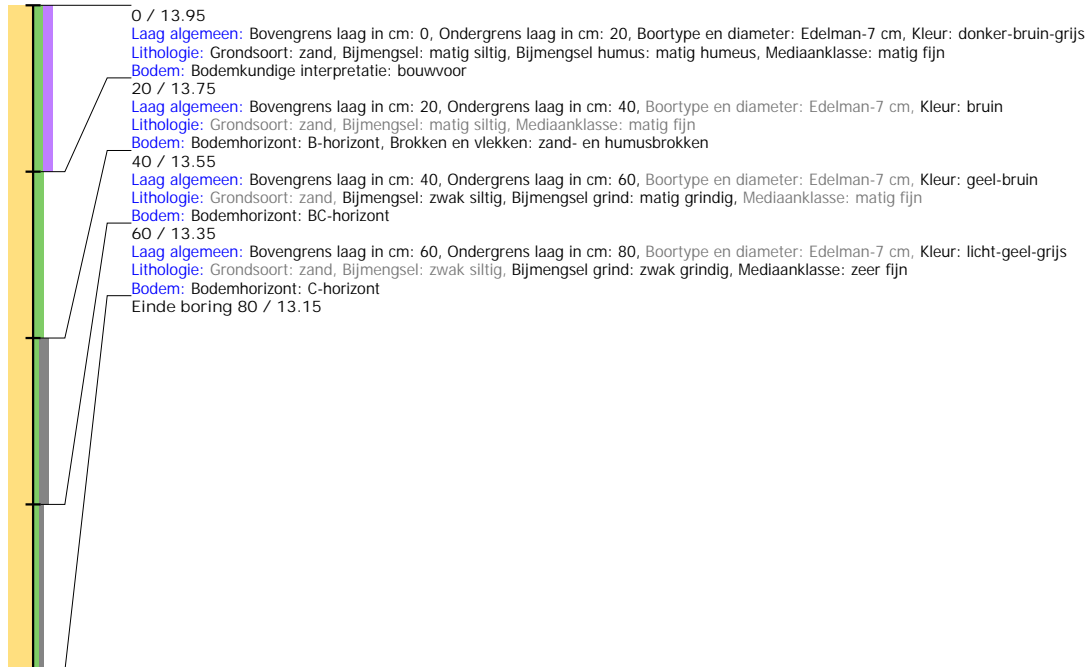 0 / 13.95
Laag algemeen: Bovengrens laag in cm: 0, Ondergrens laag in cm: 20, Boortype en diameter: Edelman-7 cm, Kleur: donker-bruin-grijs
Lithologie: Grondsoort: zand, Bijmengsel: matig siltig, Bijmengsel humus: matig humeus, Mediaanklasse: matig fijn
Bodem: Bodemkundige interpretatie: bouwvoor
20 / 13.75
Laag algemeen: Bovengrens laag in cm: 20, Ondergrens laag in cm: 40, Boortype en diameter: Edelman-7 cm, Kleur: bruin
Lithologie: Grondsoort: zand, Bijmengsel: matig siltig, Mediaanklasse: matig fijn
Bodem: Bodemhorizont: B-horizont, Brokken en vlekken: zand- en humusbrokken
40 / 13.55
Laag algemeen: Bovengrens laag in cm: 40, Ondergrens laag in cm: 60, Boortype en diameter: Edelman-7 cm, Kleur: geel-bruin
Lithologie: Grondsoort: zand, Bijmengsel: zwak siltig, Bijmengsel grind: matig grindig, Mediaanklasse: matig fijn
Bodem: Bodemhorizont: BC-horizont
60 / 13.35
Laag algemeen: Bovengrens laag in cm: 60, Ondergrens laag in cm: 80, Boortype en diameter: Edelman-7 cm, Kleur: licht-geel-grijs
Lithologie: Grondsoort: zand, Bijmengsel: zwak siltig, Bijmengsel grind: zwak grindig, Mediaanklasse: zeer fijn
Bodem: Bodemhorizont: C-horizont
Einde boring 80 / 13.15